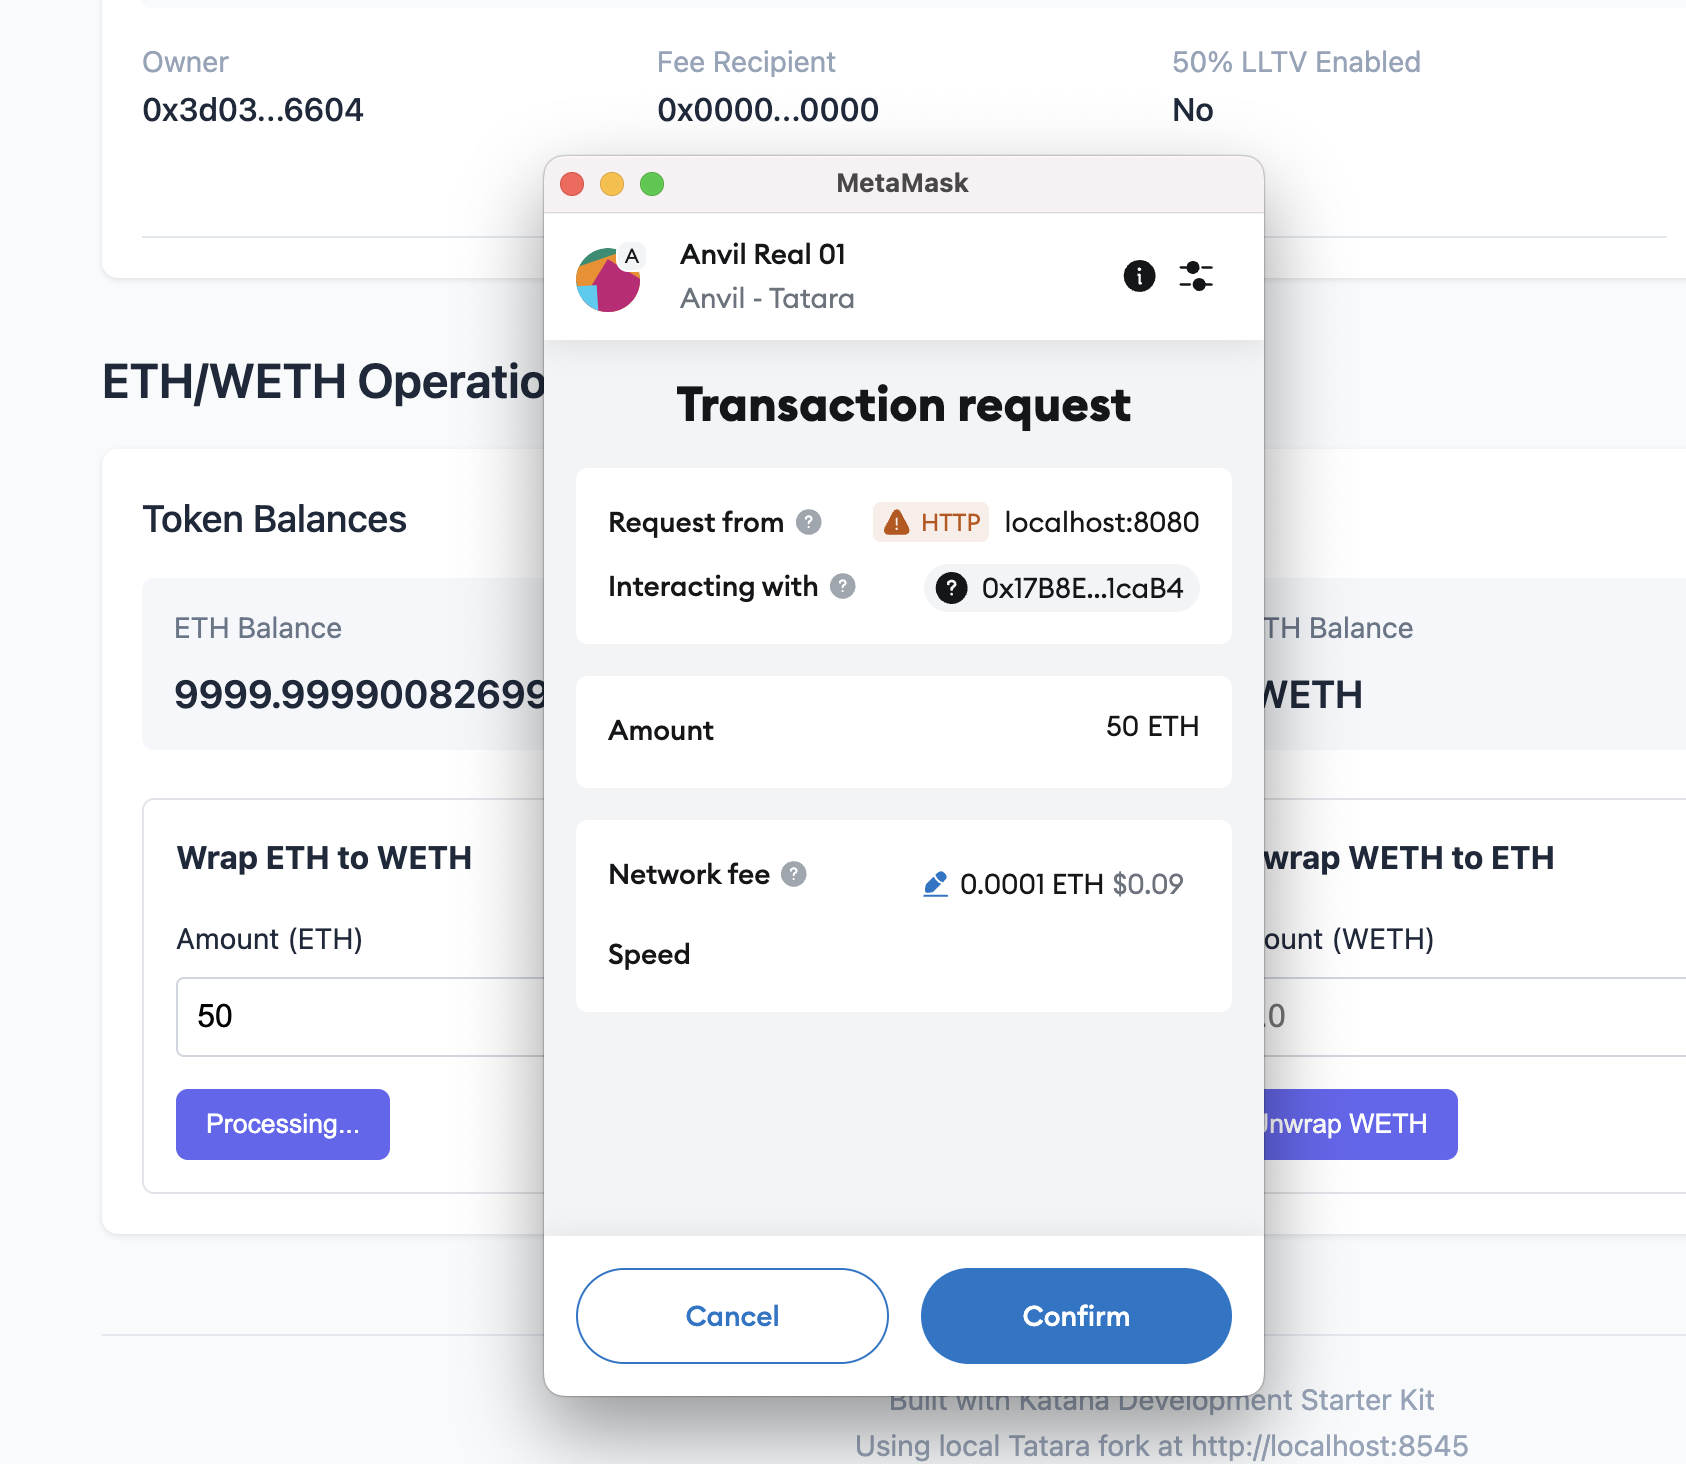 Owner
0x3d03...6604
Fee Recipient
0x0000...0000
50% LLTV Enabled
No
MetaMask
A
Anvil Real 01
Anvil - Tatara
Transaction request
Request from ?
HTTP localhost:8080
Interacting with ?
? 0x17B8E...1caB4
Amount
50 ETH
Network fee ?
0.0001 ETH $0.09
Speed
Cancel
Confirm
ETH/WETH Operatio
Token Balances
ETH Balance
9999.99990082699
TH Balance
WETH
Wrap ETH to WETH
Amount (ETH)
50
Processing...
wrap WETH to ETH
ount (WETH)
.0
Unwrap WETH
Built with Katana Development Starter Kit
Using local Tatara fork at http://localhost:8545